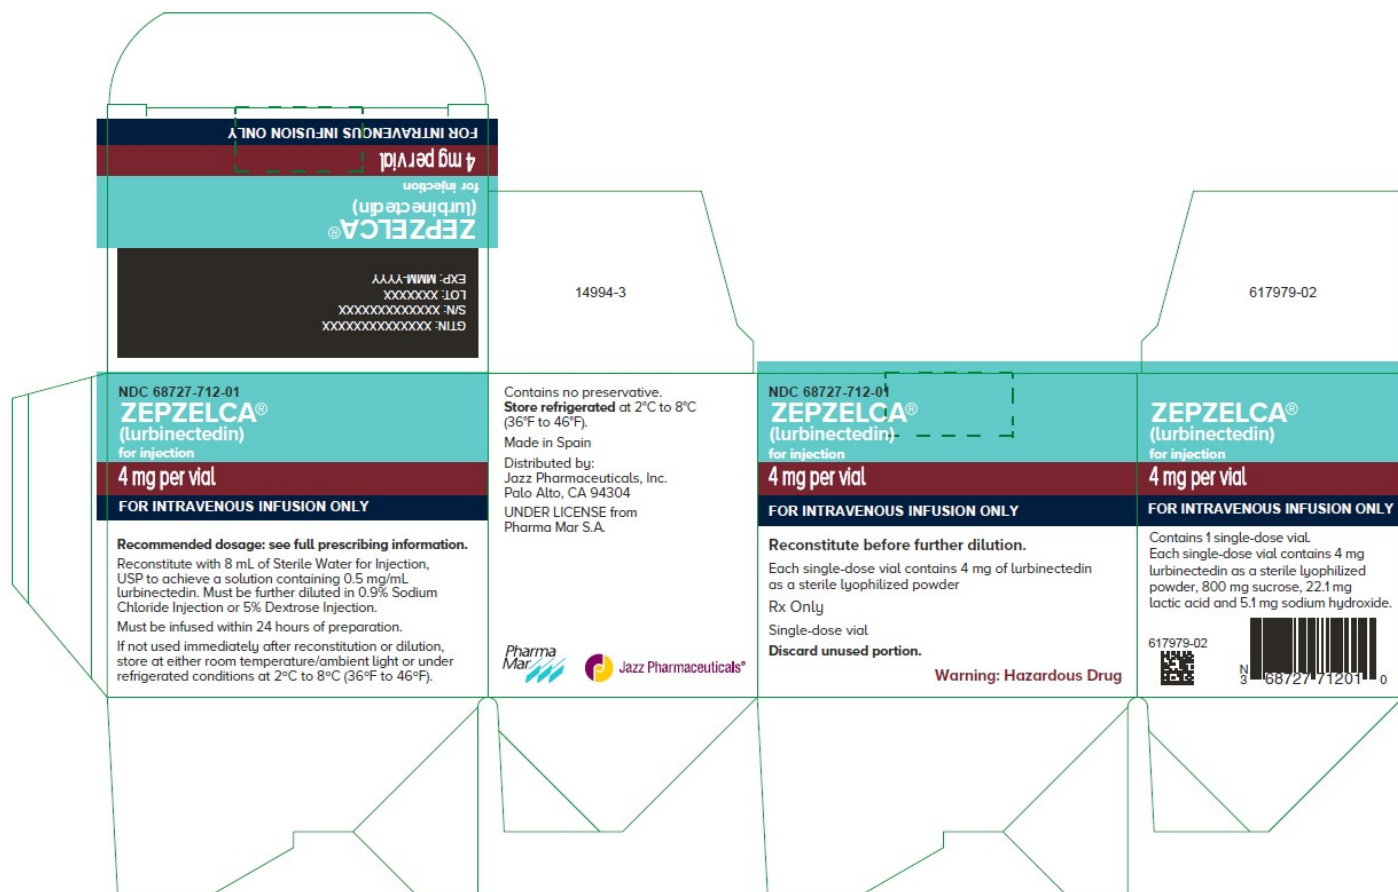 FOR INTRAVENOUS INFUSION ONLY
4 mg per vial
for injection
(lurbinectedin)
ZEPZELCA®
EXP: MMM-YYYY
LOT: XXXXXXX
S/N: XXXXXXXXXXXXXX
GTIN: XXXXXXXXXXXXXXX
14994-3
617979-02
NDC 68727-712-01
ZEPZELCA®
(lurbinectedin)
for injection
4 mg per vial
FOR INTRAVENOUS INFUSION ONLY
Recommended dosage: see full prescribing information.
Reconstitute with 8 mL of Sterile Water for Injection,
USP to achieve a solution containing 0.5 mg/mL
lurbinectedin. Must be further diluted in 0.9% Sodium
Chloride Injection or 5% Dextrose Injection.
Must be infused within 24 hours of preparation.
If not used immediately after reconstitution or dilution,
store at either room temperature/ambient light or under
refrigerated conditions at 2°C to 8°C (36°F to 46°F).
Contains no preservative.
Store refrigerated at 2°C to 8°C
(36°F to 46°F).
Made in Spain
Distributed by:
Jazz Pharmaceuticals, Inc.
Palo Alto, CA 94304
UNDER LICENSE from
Pharma Mar S.A.
Pharma
Mar
Jazz Pharmaceuticals®
NDC 68727-712-01
ZEPZELCA®
(lurbinectedin)
for injection
4 mg per vial
FOR INTRAVENOUS INFUSION ONLY
Reconstitute before further dilution.
Each single-dose vial contains 4 mg of lurbinectedin
as a sterile lyophilized powder
Rx Only
Single-dose vial
Discard unused portion.
Warning: Hazardous Drug
ZEPZELCA®
(lurbinectedin)
for injection
4 mg per vial
FOR INTRAVENOUS INFUSION ONLY
Contains 1 single-dose vial.
Each single-dose vial contains 4 mg
lurbinectedin as a sterile lyophilized
powder, 800 mg sucrose, 22.1 mg
lactic acid and 5.1 mg sodium hydroxide.
617979-02
N
3 68727 71201 0